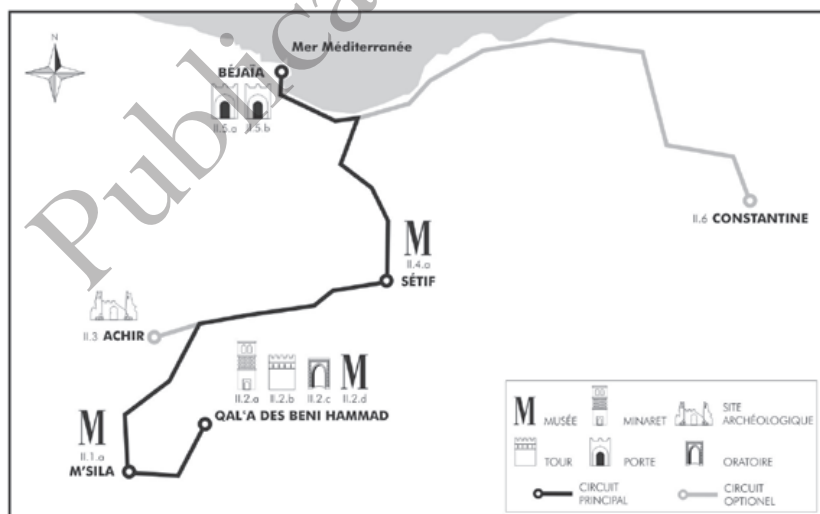 N
Mer Méditerranée
BÉJAÏA
II.5.a II.5.b
II.6 CONSTANTINE
M
II.4.a
SÉTIF
II.3 ACHIR
M
II.2.a II.2.b II.2.c II.2.d
QAL'A DES BENI HAMMAD
M
II.1.a
M'SILA
M MUSÉE MINARET SITE
ARCHÉOLOGIQUE
TOUR PORTE ORATOIRE
CIRCUIT
PRINCIPAL
CIRCUIT
OPTIONEL